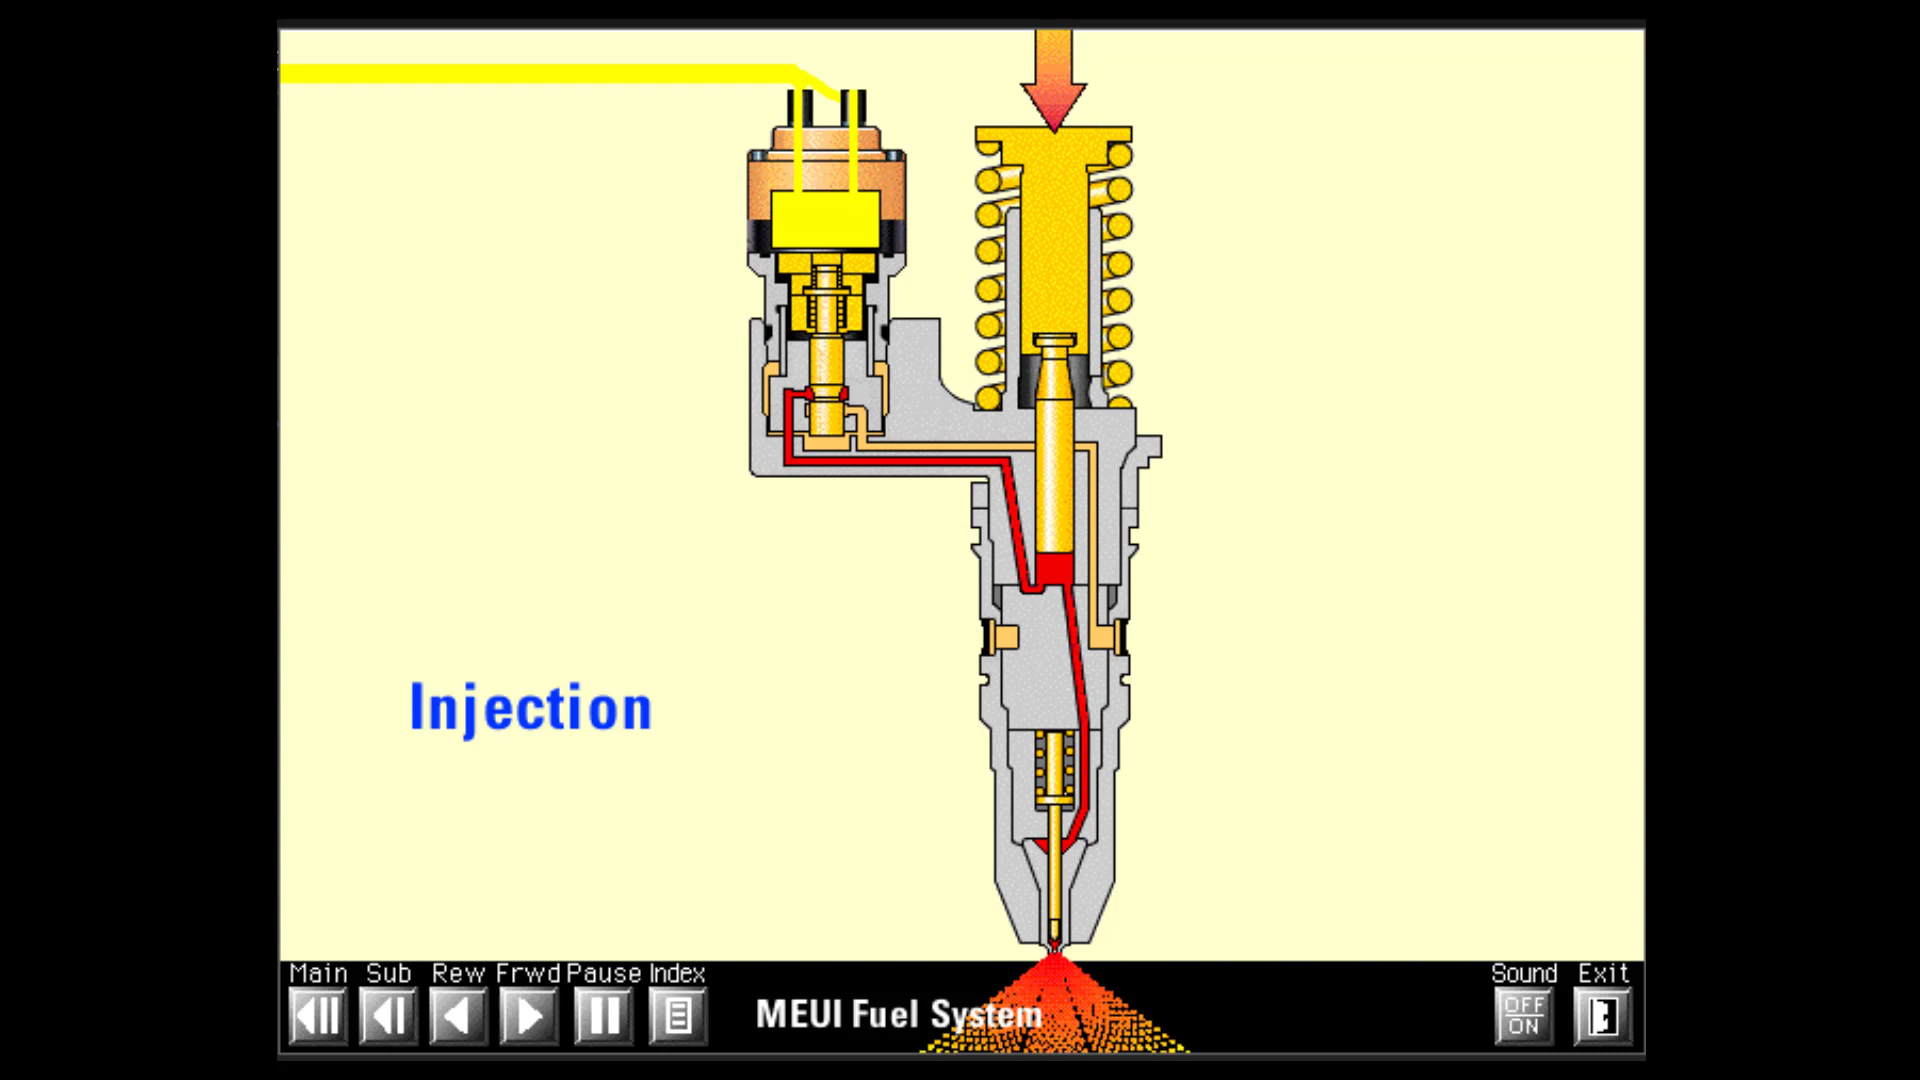 Injection
Main Sub Rew Frwd Pause Index
MEUI Fuel System
Sound Exit
OFF
ON